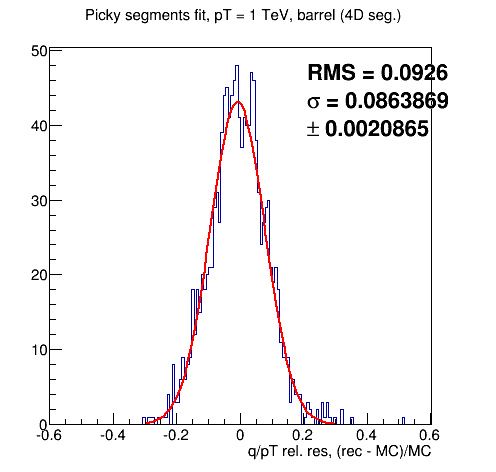 Picky segments fit, pT = 1 TeV, barrel (4D seg.)
RMS = 0.0926
σ = 0.0863869
± 0.0020865
50
40
30
20
10
0
-0.6 -0.4 -0.2 0 0.2 0.4 0.6
q/pT rel. res, (rec - MC)/MC